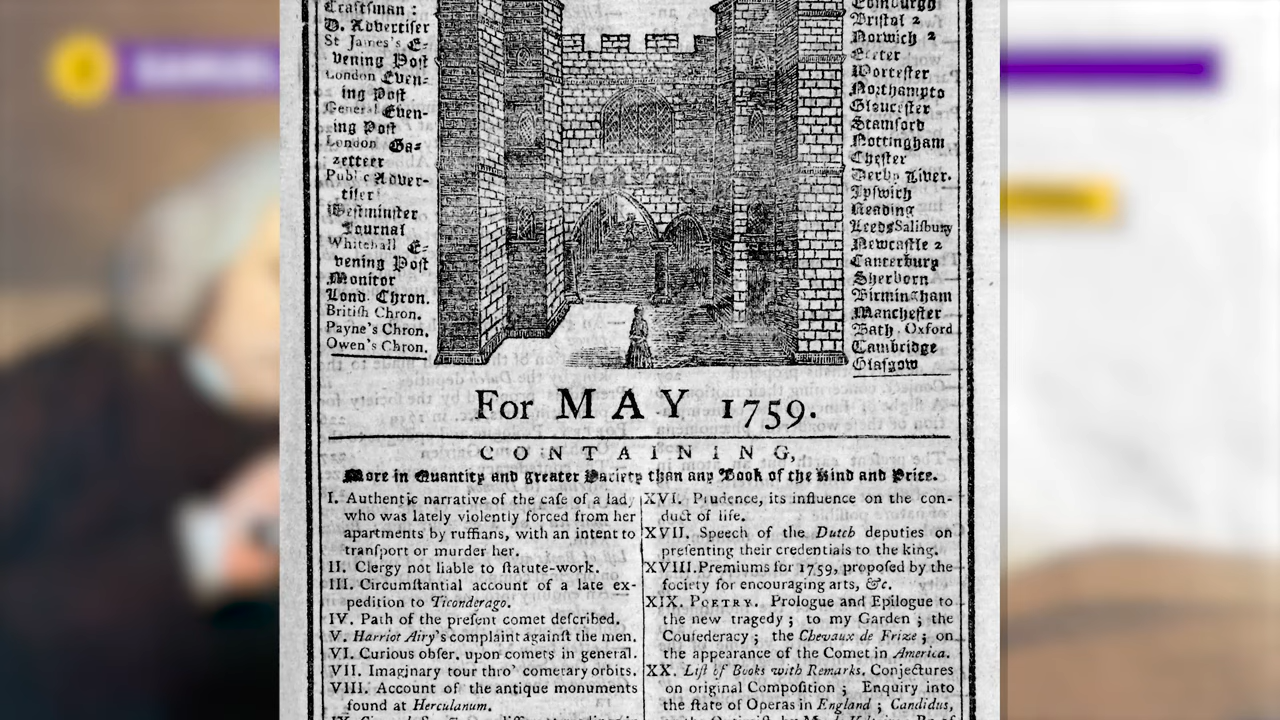 Craftsman :
D. Advertiser
St James's E-
vening Post
London Even-
ing Post
General Even-
ing Post
London Ga-
zetteer
Public Adver-
tiser
Westminster
Journal
Whitehall E-
vening Post
Monitor
Lond. Chron.
British Chron.
Payne's Chron.
Owen's Chron.
Edinburgh
Bristol 2
Norwich 2
Exeter
Worcester
Northampto
Gloucester
Stamford
Nottingham
Chester
Derby Liver.
Ipswich
Reading
Leeds Salisbury
Newcastle 2
Canterbury
Sherborn
Birmingham
Manchester
Bath . Oxford
Cambridge
Glasgow
For MAY 1759.
CONTAINING,
More in Quantity and greater Variety than any Book of the Kind and Price.
I. Authentic narrative of the case of a lady
who was lately violently forced from her
apartments by ruffians, with an intent to
transport or murder her.
II. Clergy not liable to statute-work.
III. Circumstantial account of a late ex-
pedition to Ticonderago.
IV. Path of the present comet described.
V. Harriot Airy's complaint against the men.
VI. Curious obser. upon comets in general.
VII. Imaginary tour thro' cometary orbits.
VIII. Account of the antique monuments
found at Herculanum.
XVI. Prudence, its influence on the con-
duct of life.
XVII. Speech of the Dutch deputies on
presenting their credentials to the king.
XVIII. Premiums for 1759, proposed by the
society for encouraging arts, &c.
XIX. POETRY. Prologue and Epilogue to
the new tragedy ; to my Garden ; the
Confederacy ; the Chevaux de Frize ; on
the appearance of the Comet in America.
XX. List of Books with Remarks. Conjectures
on original Composition ; Enquiry into
the state of Operas in England ; Candidus,